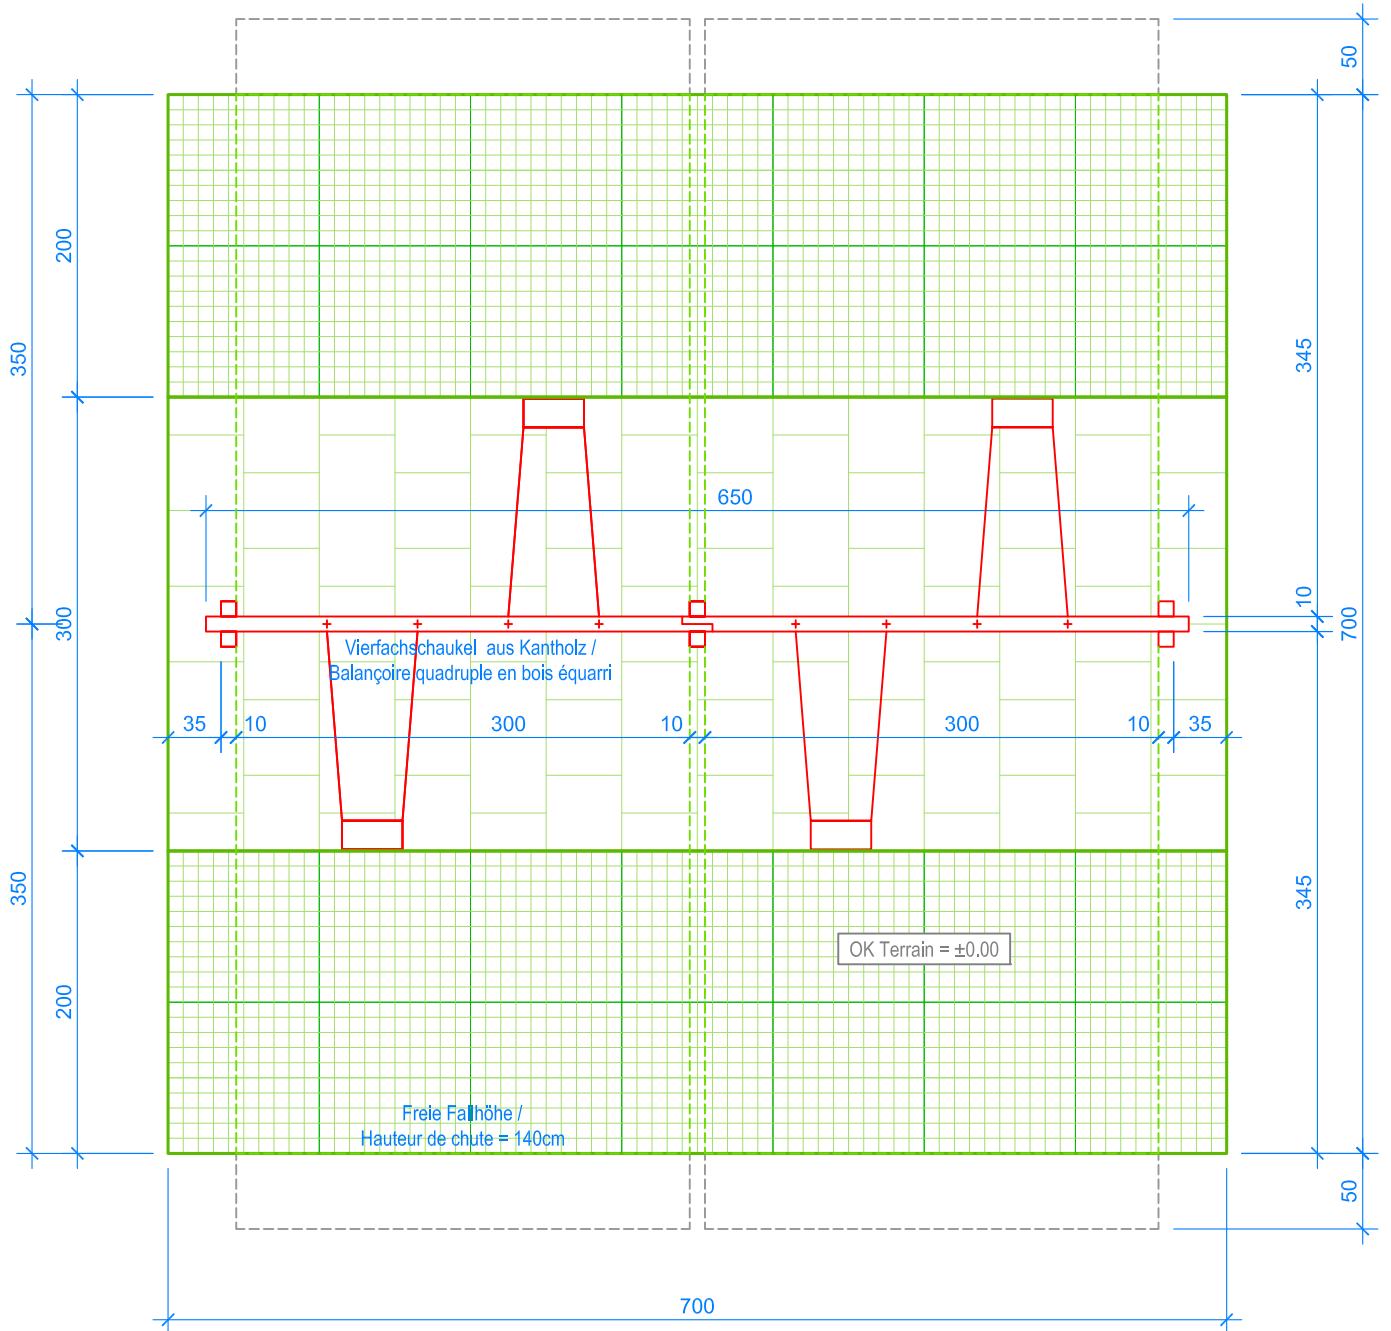 50
200
350
345
650
10
300
700
Vierfachschaukel aus Kantholz /
Balançoire quadruple en bois équarri
35 10 300 10 300 10 35
350
345
OK Terrain = ±0.00
200
Freie Fallhöhe /
Hauteur de chute = 140cm
50
700